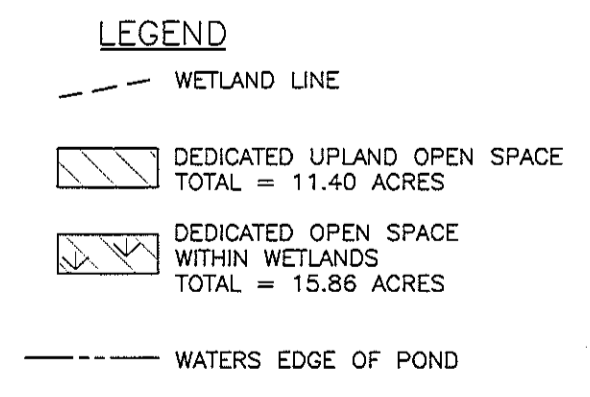 LEGEND
WETLAND LINE
DEDICATED UPLAND OPEN SPACE
TOTAL = 11.40 ACRES
DEDICATED OPEN SPACE
WITHIN WETLANDS
TOTAL = 15.86 ACRES
WATERS EDGE OF POND